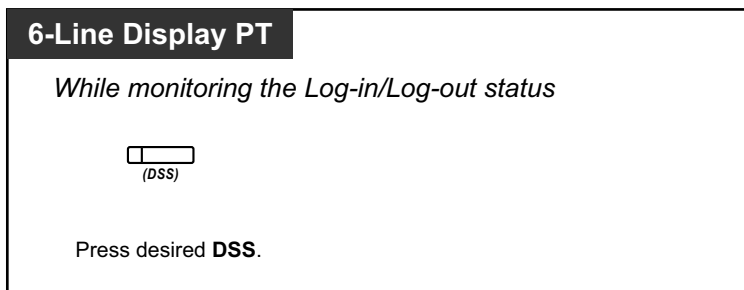 6-Line Display PT
While monitoring the Log-in/Log-out status
(DSS)
Press desired DSS.